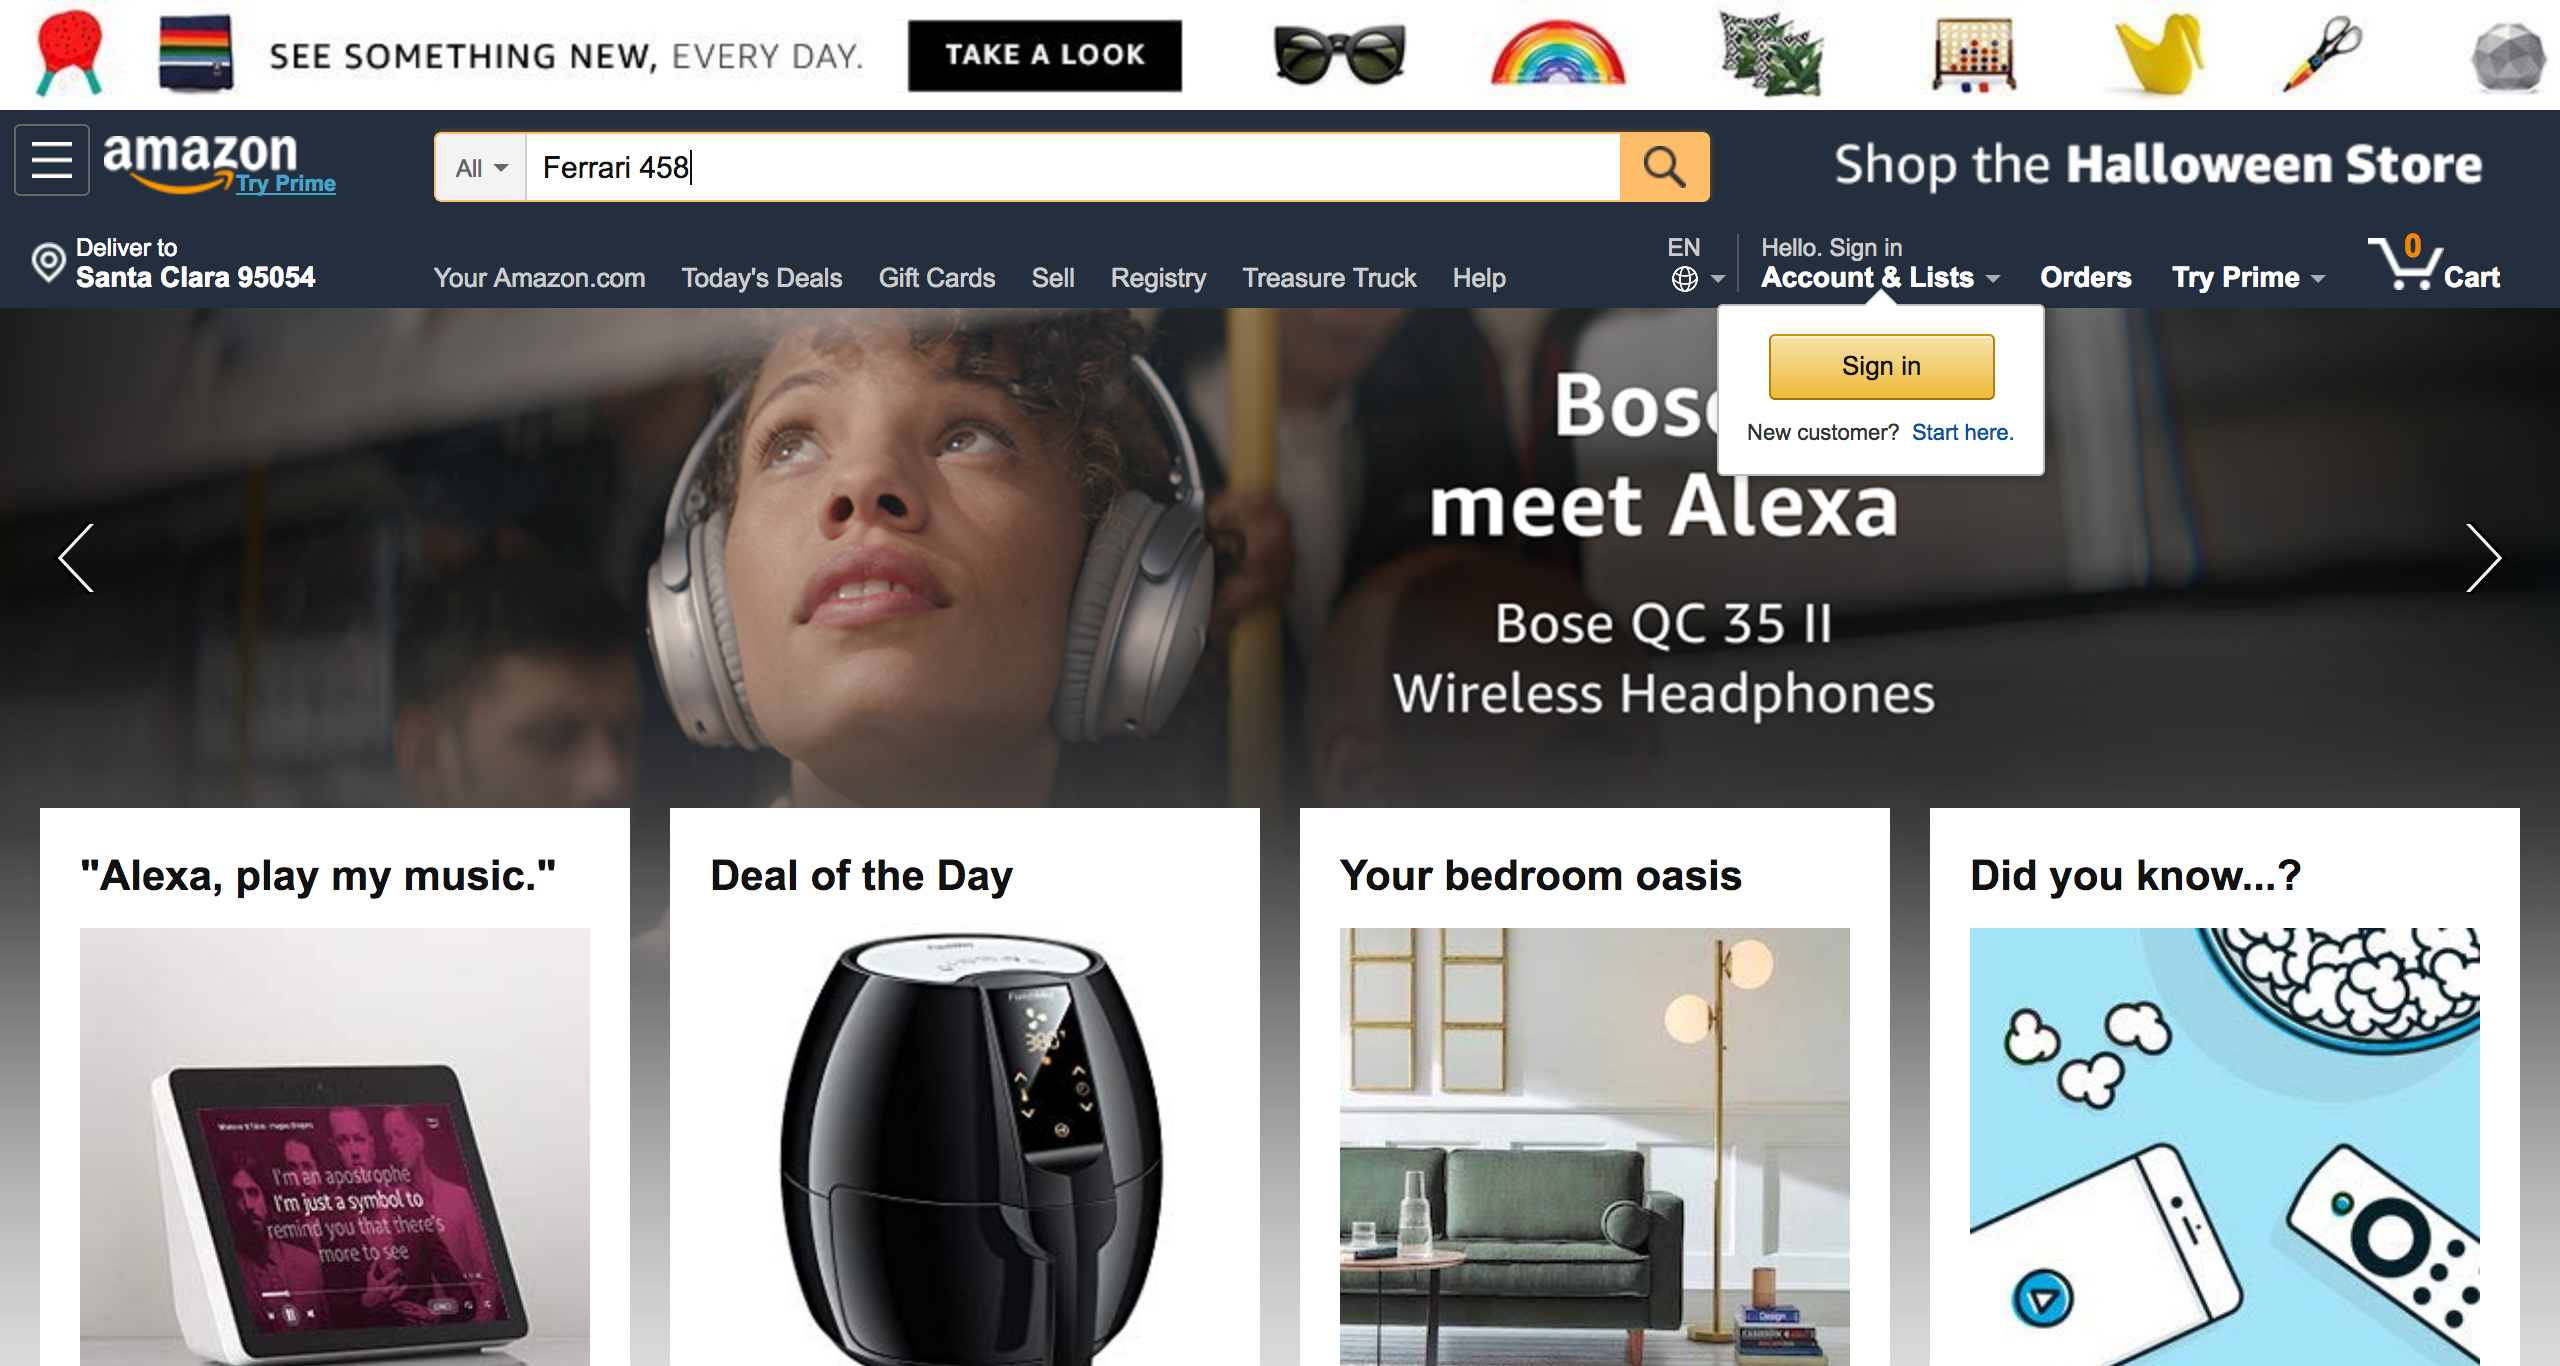 SEE SOMETHING NEW, EVERY DAY. TAKE A LOOK
amazon
Try Prime
All
Ferrari 458
Shop the Halloween Store
Deliver to
Santa Clara 95054
Your Amazon.com Today's Deals Gift Cards Sell Registry Treasure Truck Help
EN
Hello. Sign in
Account & Lists
Orders
Try Prime
0
Cart
Sign in
New customer? Start here.
Bose
meet Alexa
Bose QC 35 II
Wireless Headphones
"Alexa, play my music."
I'm an apostrophe
I'm just a symbol to
remind you that there's
more to see
Deal of the Day
380
Your bedroom oasis
Design
Did you know...?